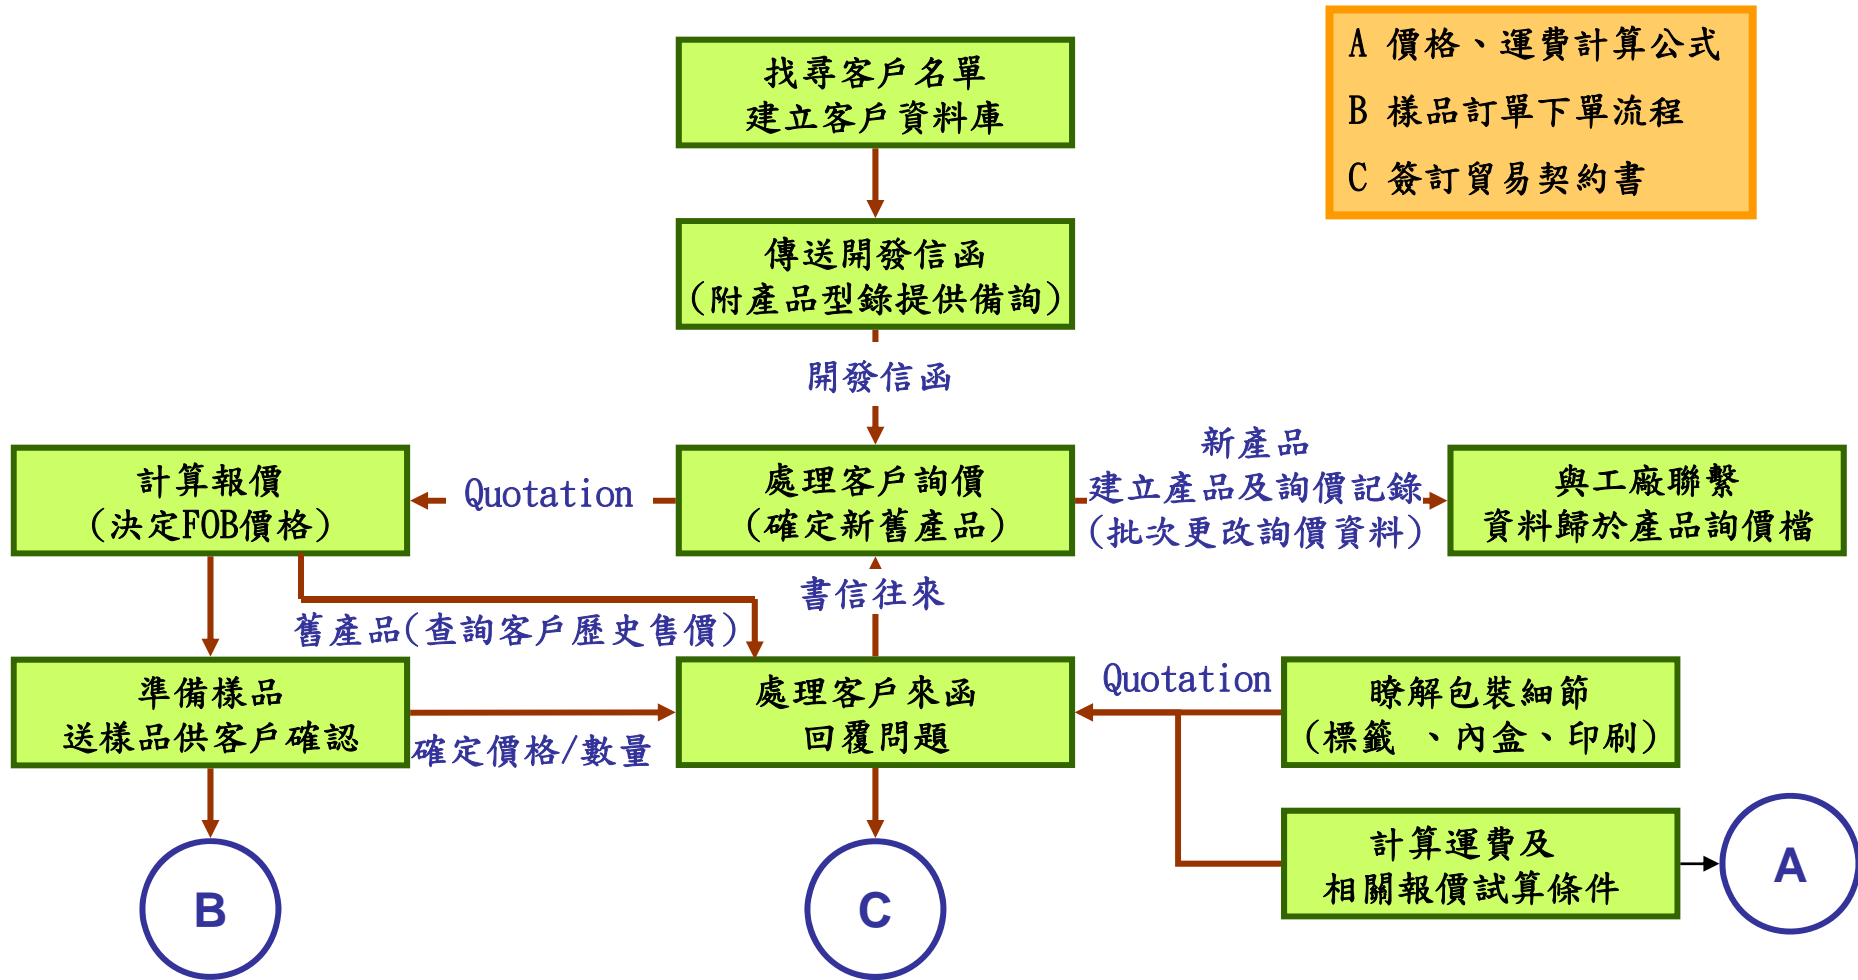 找尋客戶名單
建立客戶資料庫
A 價格、運費計算公式
B 樣品訂單下單流程
C 簽訂貿易契約書
傳送開發信函
(附產品型錄提供備詢)
開發信函
計算報價
(決定FOB價格)
Quotation
處理客戶詢價
(確定新舊產品)
新產品
建立產品及詢價記錄
(批次更改詢價資料)
與工廠聯繫
資料歸於產品詢價檔
書信往來
舊產品(查詢客戶歷史售價)
準備樣品
送樣品供客戶確認
確定價格/數量
處理客戶來函
回覆問題
Quotation
瞭解包裝細節
(標籤 、內盒、印刷)
計算運費及
相關報價試算條件
A
B
C